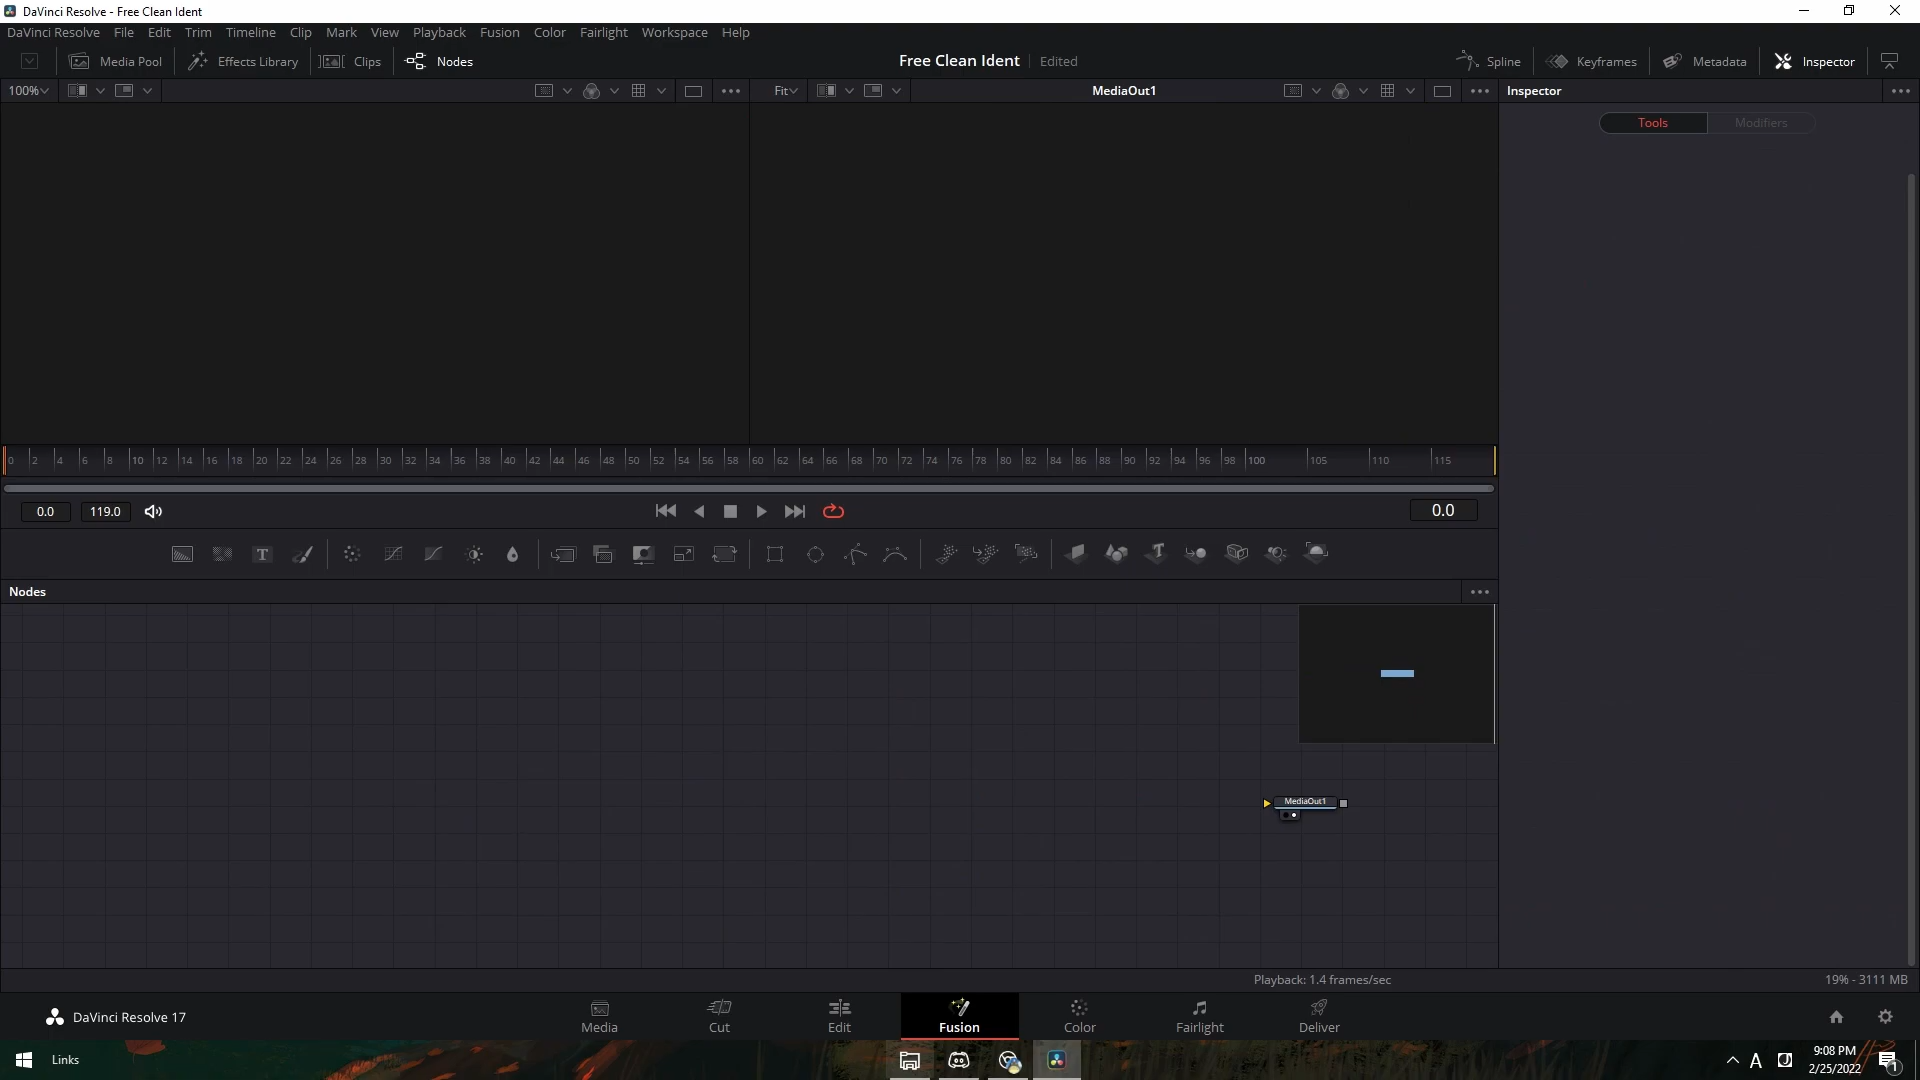 DaVinci Resolve - Free Clean Ident
DaVinci Resolve File Edit Trim Timeline Clip Mark View Playback Fusion Color Fairlight Workspace Help
Media Pool Effects Library Clips Nodes Free Clean Ident Edited Spline Keyframes Metadata Inspector
100% Fit MediaOut1 Inspector
Tools Modifiers
0 2 4 6 8 10 12 14 16 18 20 22 24 26 28 30 32 34 36 38 40 42 44 46 48 50 52 54 56 58 60 62 64 66 68 70 72 74 76 78 80 82 84 86 88 90 92 94 96 98 100 105 110 115
0.0 119.0 0.0
T T
Nodes
MediaOut1
Playback: 1.4 frames/sec 19% - 3111 MB
DaVinci Resolve 17 Media Cut Edit Fusion Color Fairlight Deliver
Links A J 9:08 PM
2/25/2022 1